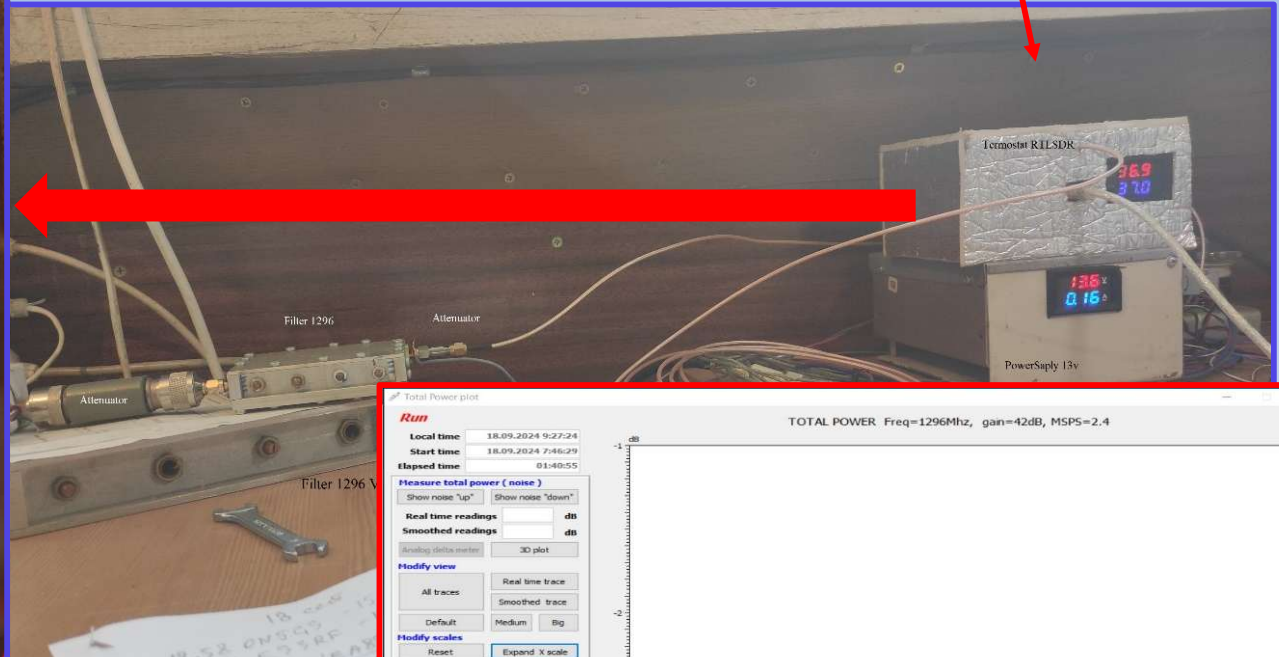 Termostat RTLSDR
36.9
37.0
13.6 V
0.16 A
Filter 1296
Attenuator
PowerSaply 13v
Attenuator
Filter 1296 V
Total Power plot
Run
TOTAL POWER Freq=1296Mhz, gain=42dB, MSPS=2.4
Local time 18.09.2024 9:27:24
Start time 18.09.2024 7:46:29
Elapsed time 01:40:55
Measure total power ( noise )
Show noise "up" Show noise "down"
Real time readings dB
Smoothed readings dB
Analog delta meter 3D plot
Modify view
All traces
Real time trace
Smoothed trace
Default Medium Big
Modify scales
Reset Expand X scale
dB
-1
-2